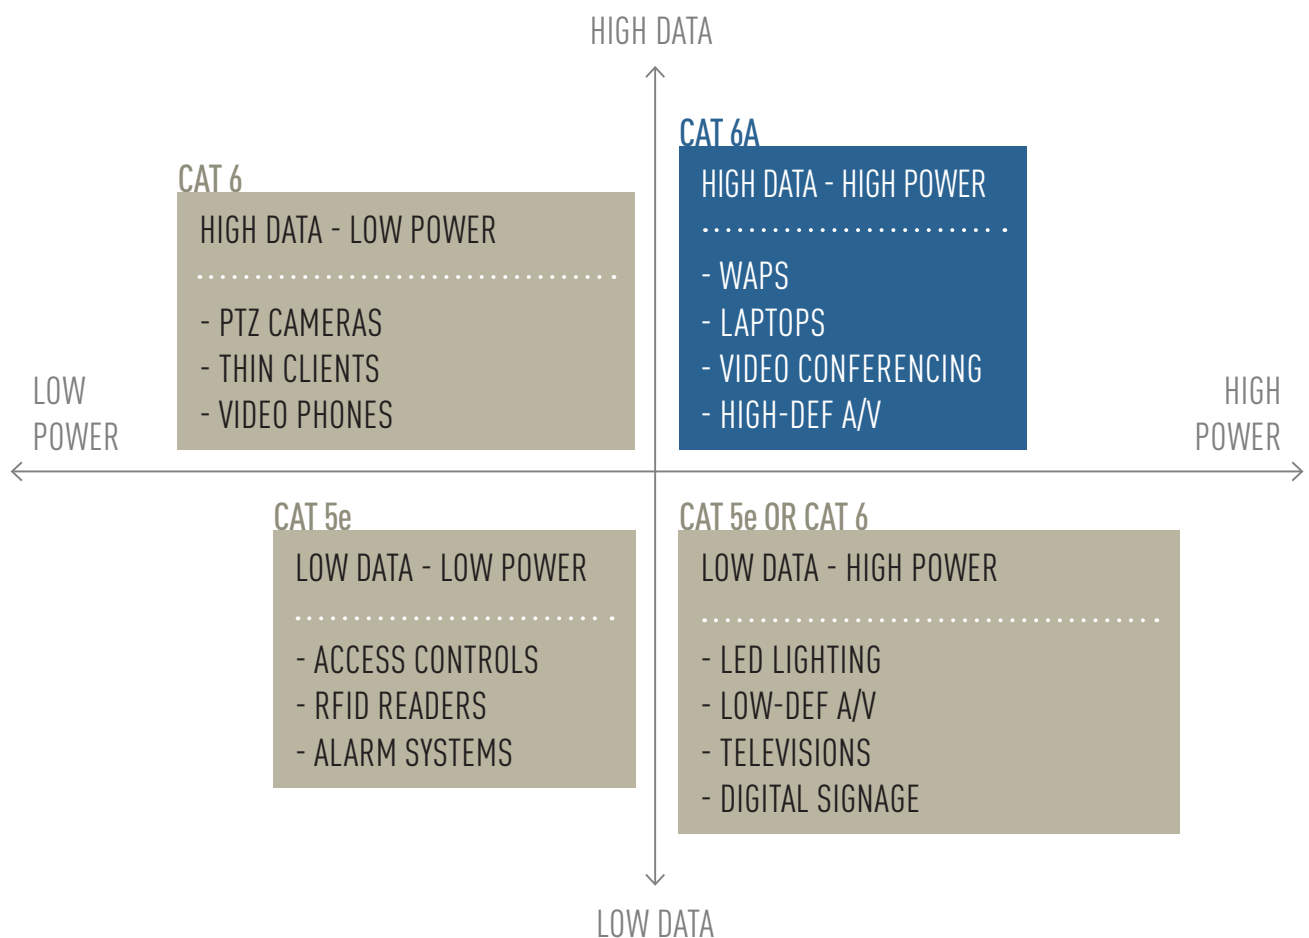 HIGH DATA
CAT 6
HIGH DATA - LOW POWER
- PTZ CAMERAS
- THIN CLIENTS
- VIDEO PHONES
CAT 6A
HIGH DATA - HIGH POWER
- WAPS
- LAPTOPS
- VIDEO CONFERENCING
- HIGH-DEF A/V
LOW
POWER
HIGH
POWER
CAT 5e
LOW DATA - LOW POWER
- ACCESS CONTROLS
- RFID READERS
- ALARM SYSTEMS
CAT 5e OR CAT 6
LOW DATA - HIGH POWER
- LED LIGHTING
- LOW-DEF A/V
- TELEVISIONS
- DIGITAL SIGNAGE
LOW DATA